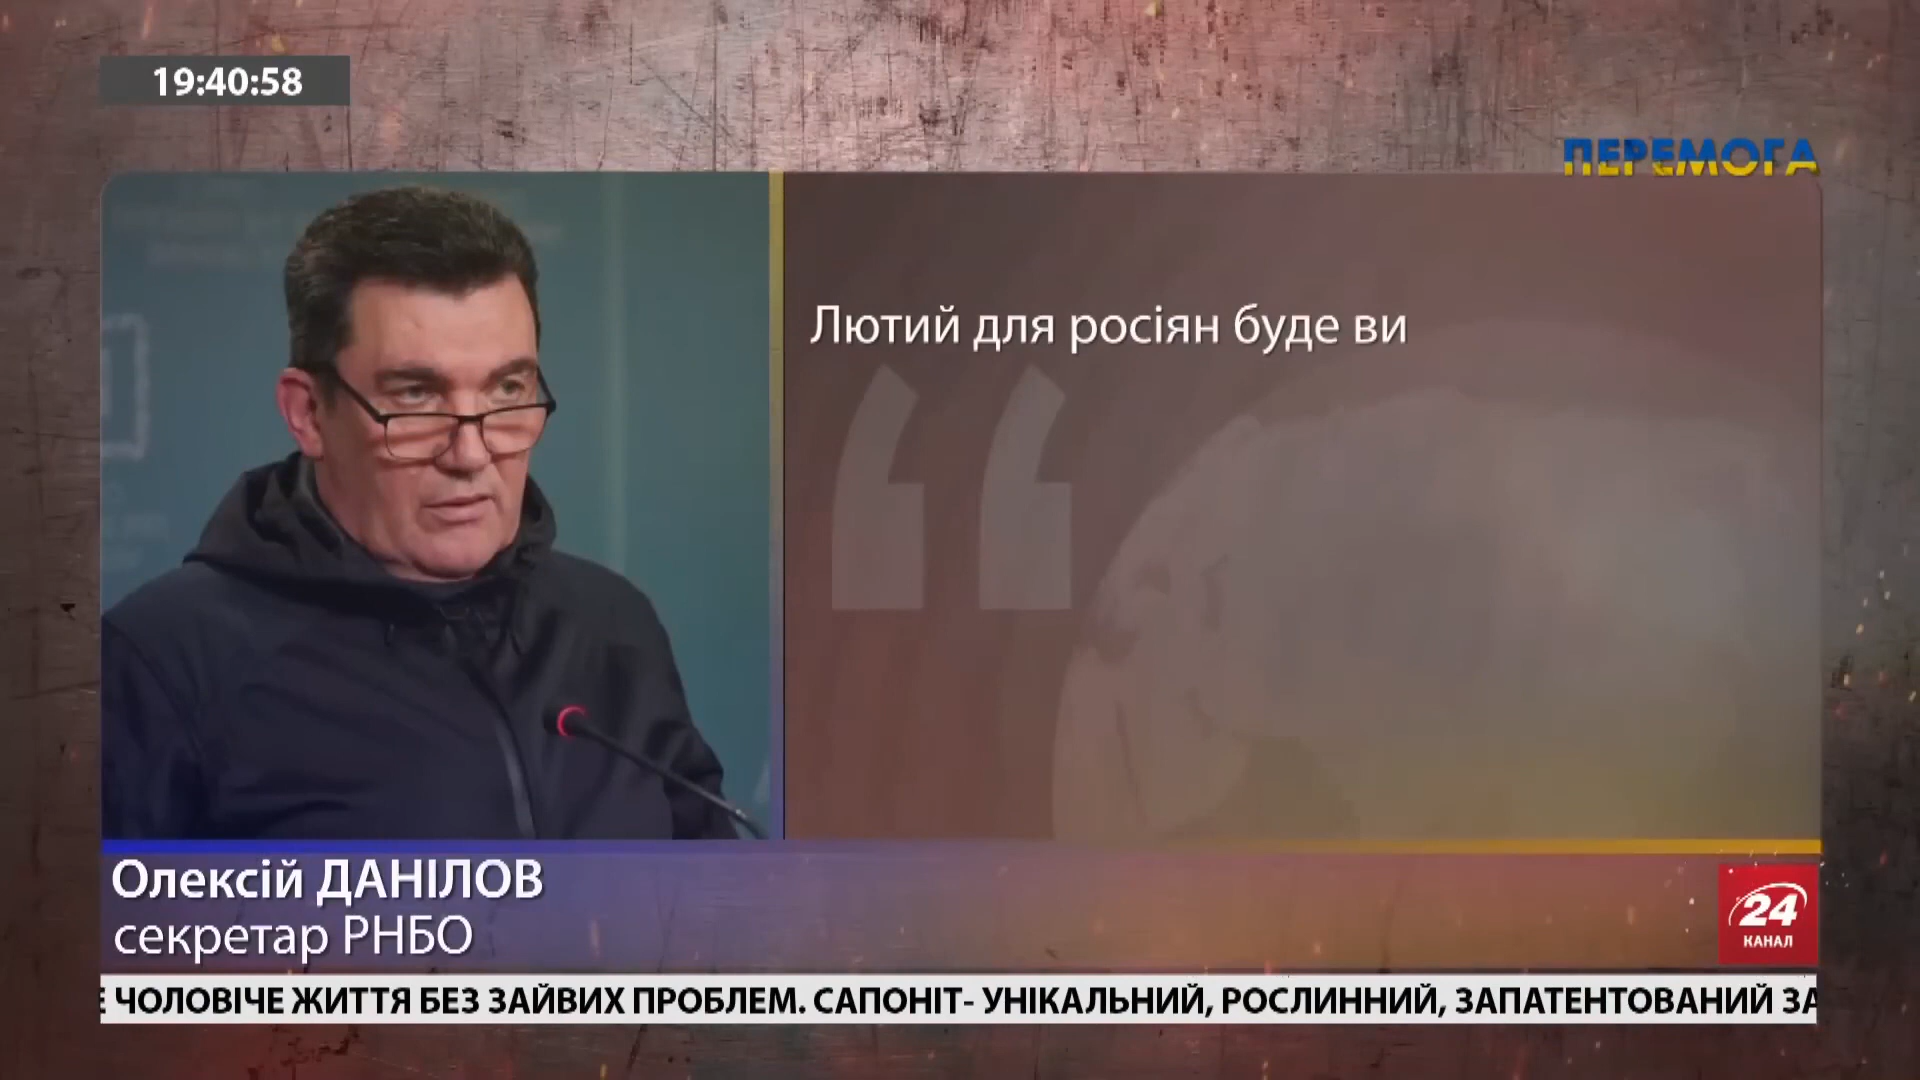 19:40:58
ПЕРЕМОГА
Лютий для росіян буде ви
Олексій ДАНІЛОВ
секретар РНБО
24
КАНАЛ
ЧОЛОВІЧЕ ЖИТТЯ БЕЗ ЗАЙВИХ ПРОБЛЕМ. САПОНІТ- УНІКАЛЬНИЙ, РОСЛИННИЙ, ЗАПАТЕНТОВАНИЙ ЗА